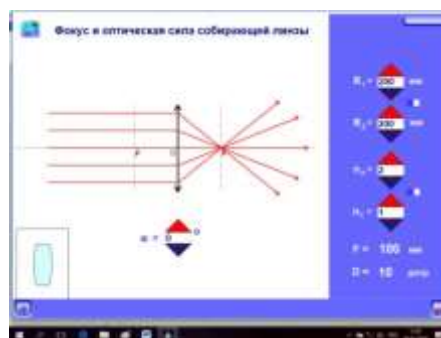 Фокус и оптическая сила собирающей линзы
R₁ = 200 мм
R₂ = 200 мм
F
n₁ = 2
n₂ = 1
φ = 0 °
F = 100 мм
D = 10 дптр